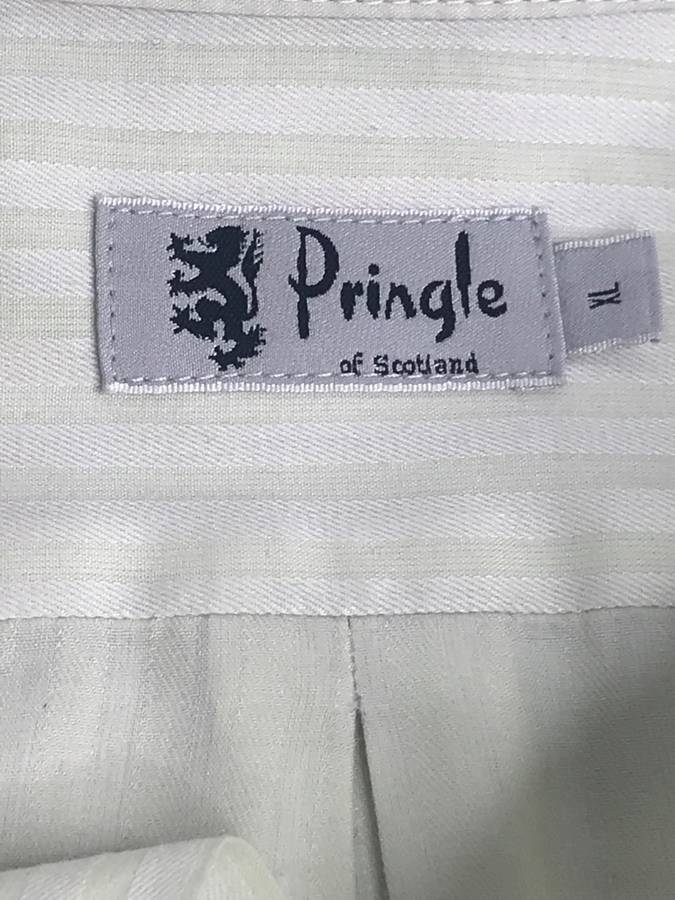 Pringle
of Scotland
XL